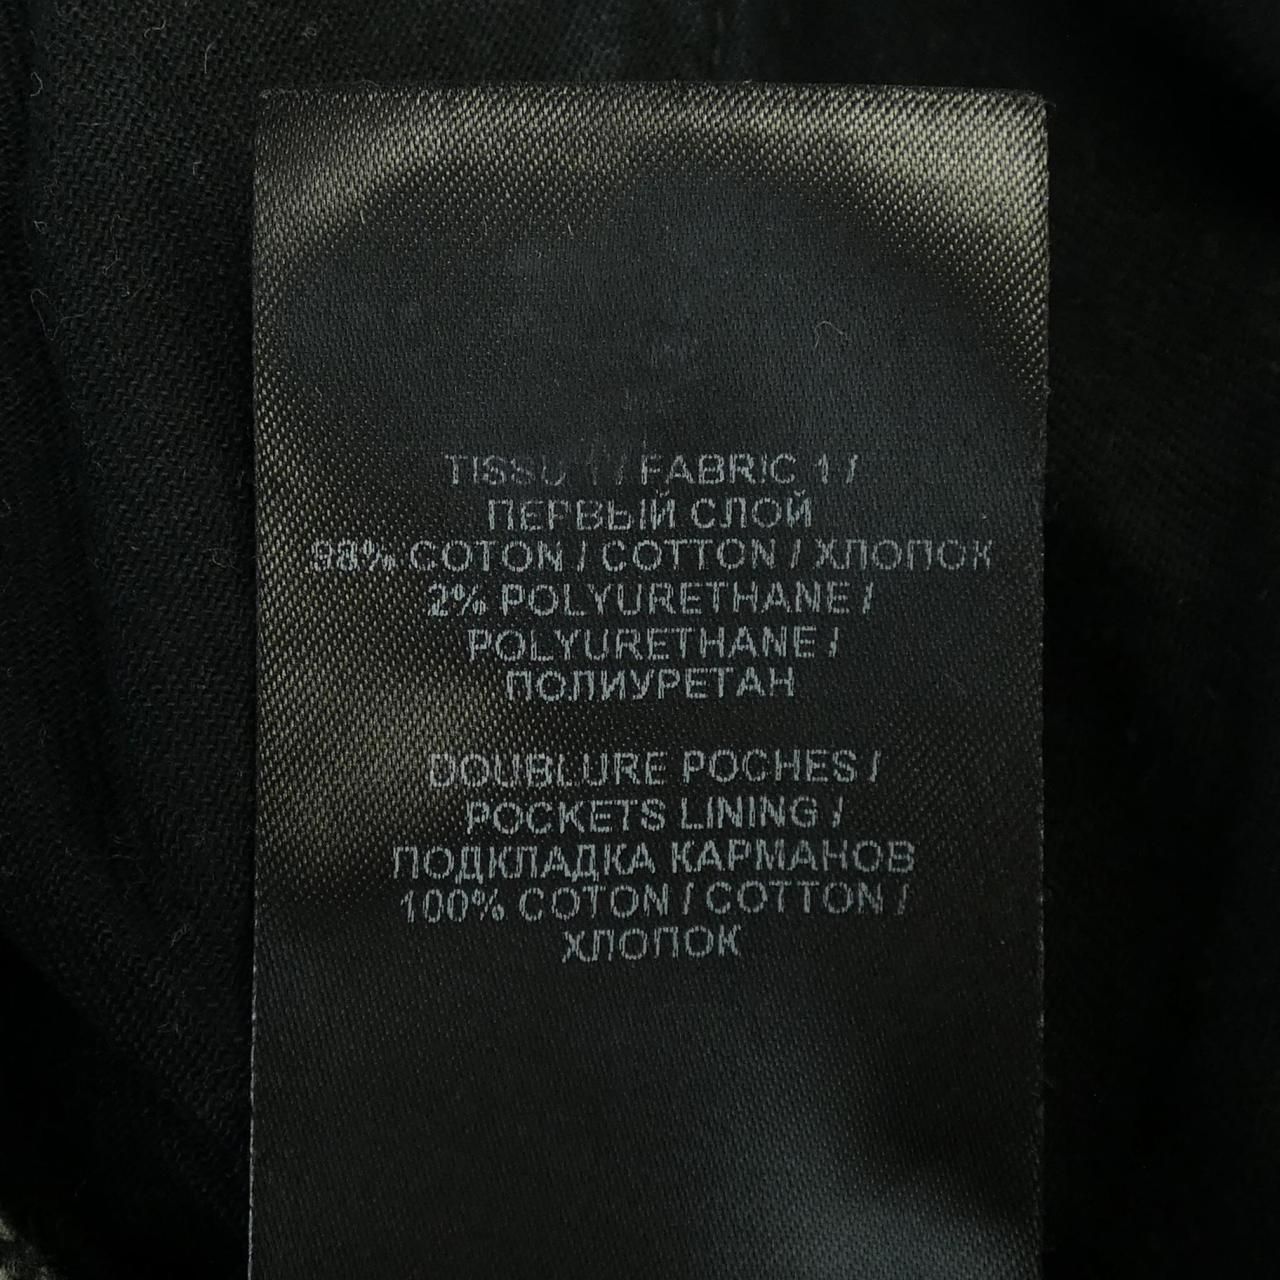 TISSU 1 / FABRIC 1 /
ПЕРВЫЙ СЛОЙ
98% COTON / COTTON / ХЛОПОК
2% POLYURETHANE /
POLYURETHANE /
ПОЛИУРЕТАН
DOUBLURE POCHES /
POCKETS LINING /
ПОДКЛАДКА КАРМАНОВ
100% COTON / COTTON /
ХЛОПОК